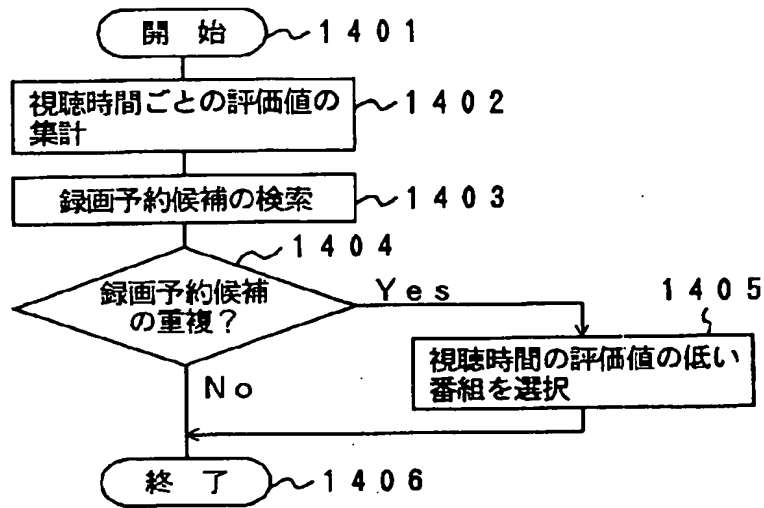 開 始
1401
視聴時間ごとの評価値の
集計
1402
録画予約候補の検索
1403
1404
録画予約候補
の重複？
Yes
1405
視聴時間の評価値の低い
番組を選択
No
終 了
1406